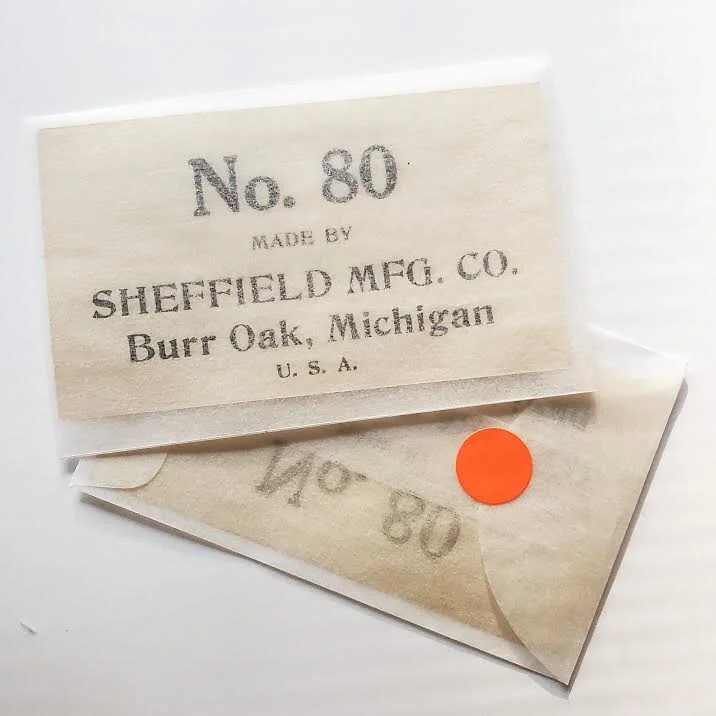 No. 80
MADE BY
SHEFFIELD MFG. CO.
Burr Oak, Michigan
U. S. A.
No. 80